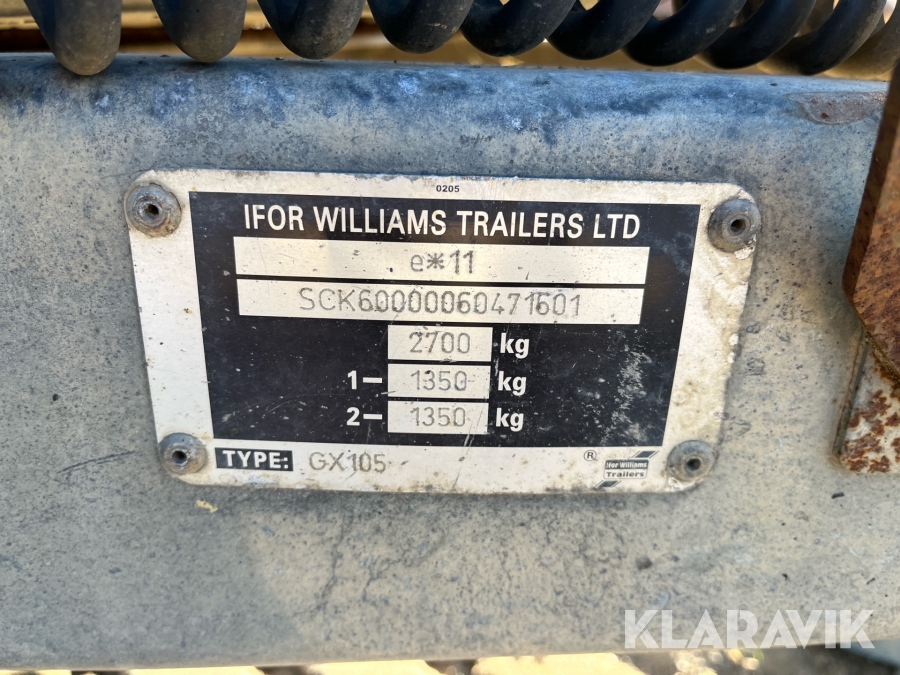 0205
IFOR WILLIAMS TRAILERS LTD
e*11
SCK60000060471601
2700 kg
1- 1350 kg
2- 1350 kg
TYPE: GX105
® Ifor Williams
Trailers
KLARAVIK